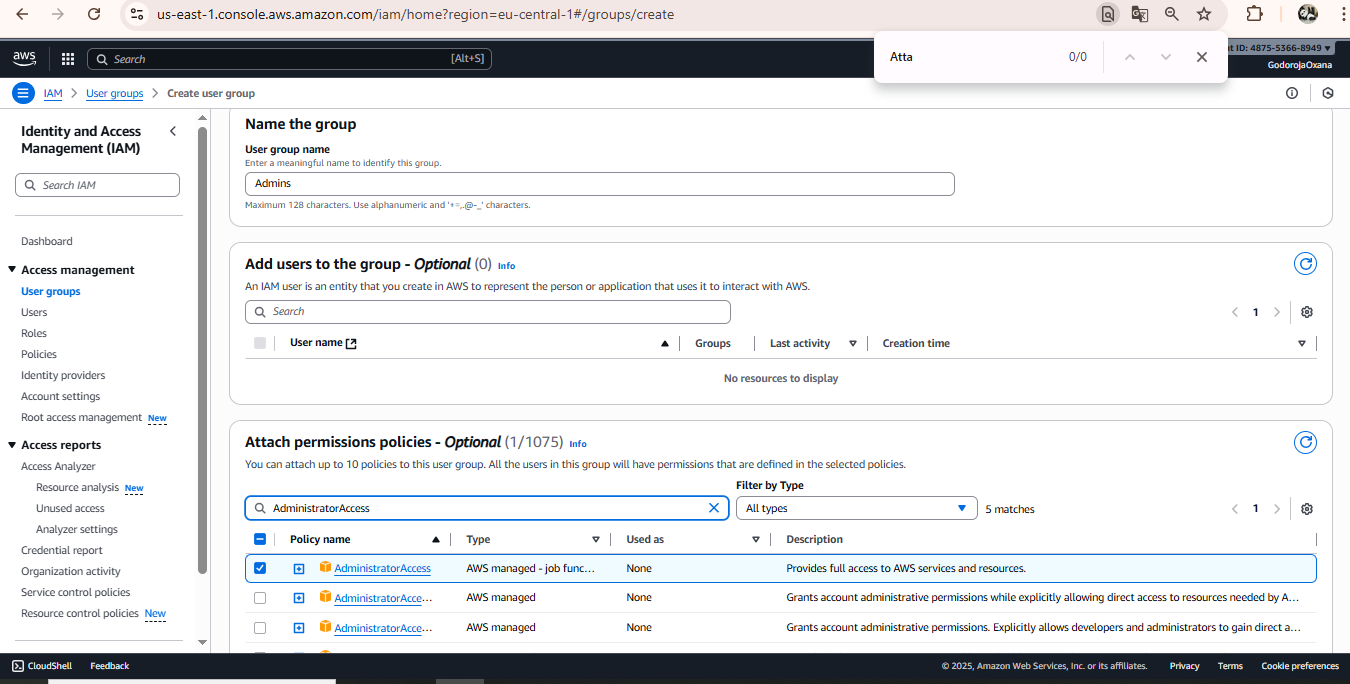 us-east-1.console.aws.amazon.com/iam/home?region=eu-central-1#/groups/create
Atta
0/0
aws
Search
[Alt+S]
t ID: 4875-5366-8949
GodorojaOxana
IAM > User groups > Create user group
Identity and Access
Management (IAM)
Search IAM
Dashboard
Access management
User groups
Users
Roles
Policies
Identity providers
Account settings
Root access management New
Access reports
Access Analyzer
Resource analysis New
Unused access
Analyzer settings
Credential report
Organization activity
Service control policies
Resource control policies New
Name the group
User group name
Enter a meaningful name to identify this group.
Admins
Maximum 128 characters. Use alphanumeric and '+=,.@-_' characters.
Add users to the group - Optional (0) Info
An IAM user is an entity that you create in AWS to represent the person or application that uses it to interact with AWS.
Search
1
User name Groups Last activity Creation time
No resources to display
Attach permissions policies - Optional (1/1075) Info
You can attach up to 10 policies to this user group. All the users in this group will have permissions that are defined in the selected policies.
Filter by Type
AdministratorAccess All types 5 matches 1
Policy name Type Used as Description
AdministratorAccess AWS managed - job func... None Provides full access to AWS services and resources.
AdministratorAcce... AWS managed None Grants account administrative permissions while explicitly allowing direct access to resources needed by A...
AdministratorAcce... AWS managed None Grants account administrative permissions. Explicitly allows developers and administrators to gain direct a...
CloudShell Feedback © 2025, Amazon Web Services, Inc. or its affiliates. Privacy Terms Cookie preferences